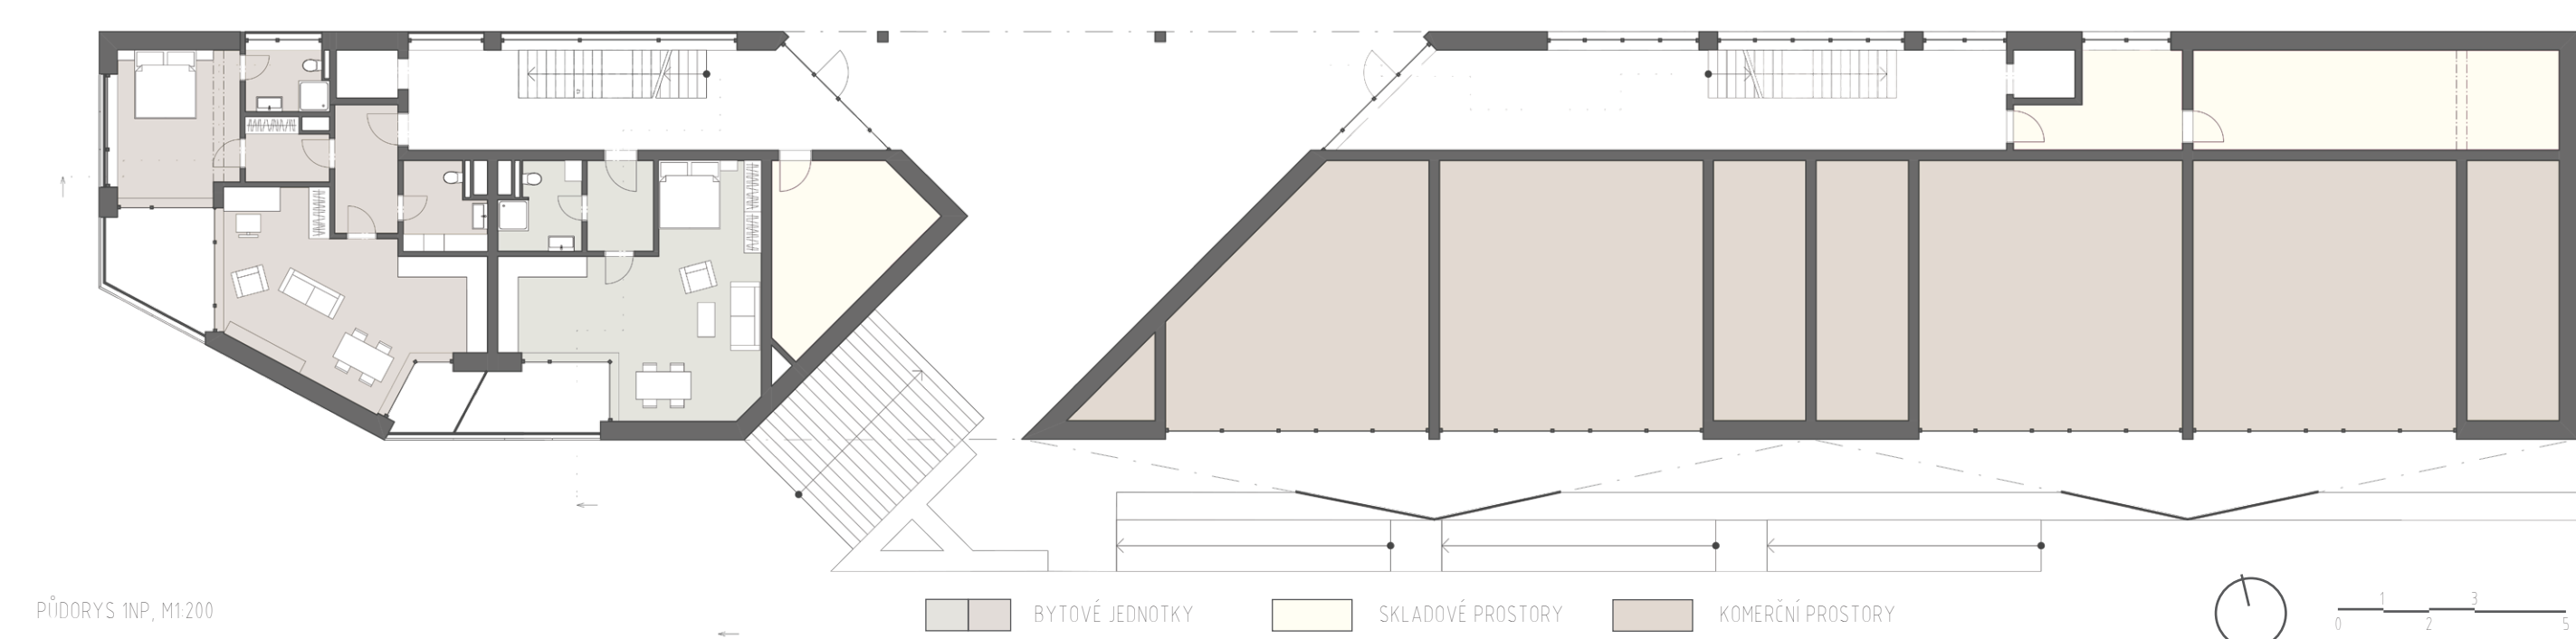 PŮDORYS 1NP, M1:200
BYTOVÉ JEDNOTKY
SKLADOVÉ PROSTORY
KOMERČNÍ PROSTORY
1 3
0 2 5